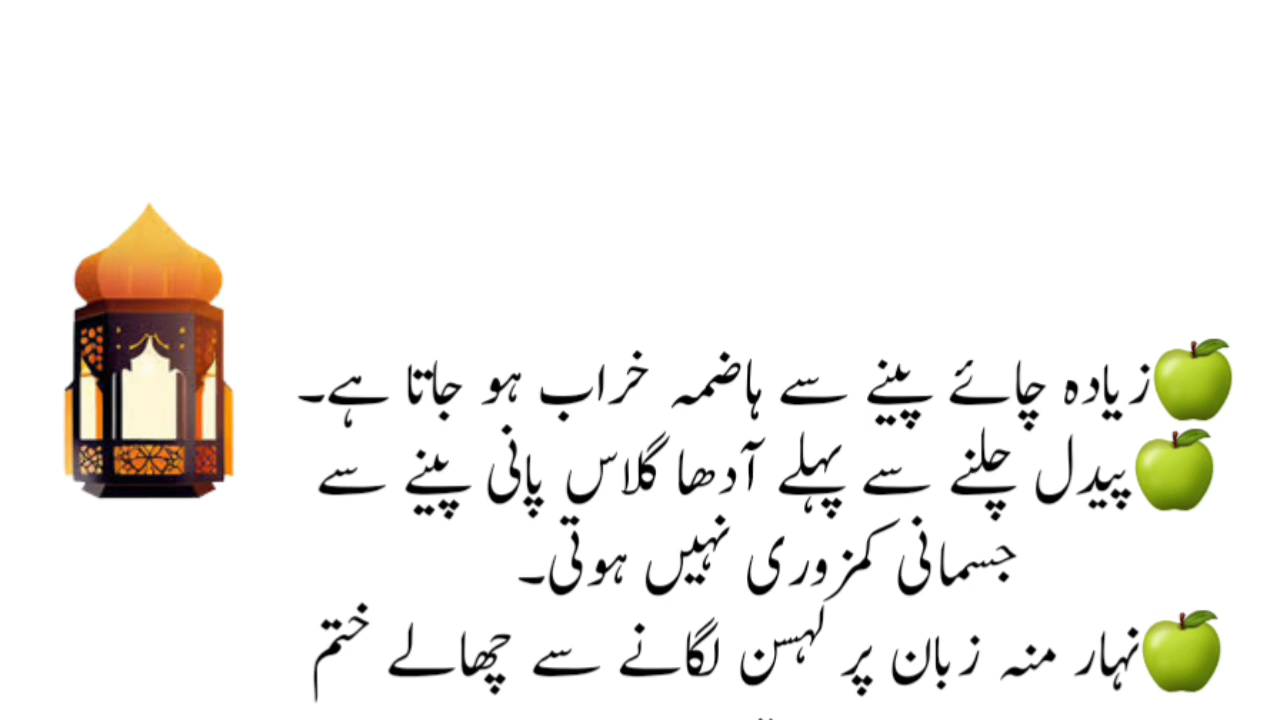 🍏زیادہ چائے پینے سے ہاضمہ خراب ہو جاتا ہے۔
🍏پیدل چلنے سے پہلے آدھا گلاس پانی پینے سے
جسمانی کمزوری نہیں ہوتی۔
🍏نہار منہ زبان پر لہسن لگانے سے چھالے ختم